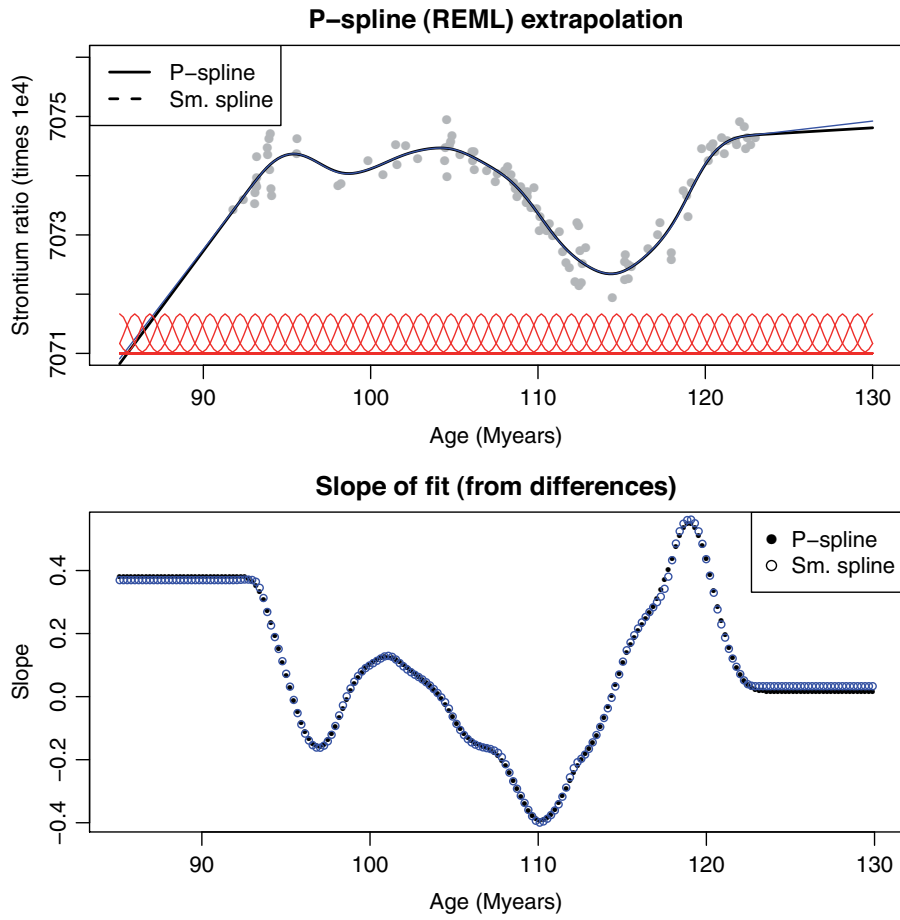 P−spline (REML) extrapolation
P−spline
Sm. spline
Strontium ratio (times 1e4)
7075
7073
7071
90 100 110 120 130
Age (Myears)
Slope of fit (from differences)
P−spline
Sm. spline
Slope
0.4
0.2
0.0
−0.2
−0.4
90 100 110 120 130
Age (Myears)